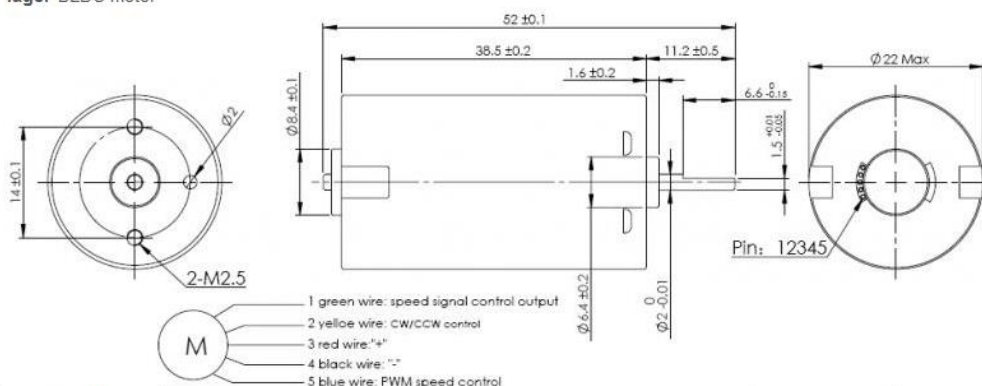 BLDC motor
52 ±0.1
38.5 ±0.2
11.2 ±0.5
1.6 ±0.2
Ø22 Max
6.6 0 -0.15
Ø8.4 ±0.1
Ø2
1.5 +0.01 -0.05
14±0.1
2-M2.5
Pin: 12345
Ø6.4 ±0.2
Ø2 0 -0.01
M
1 green wire: speed signal control output
2 yelloe wire: CW/CCW control
3 red wire:"+"
4 black wire: "-"
5 blue wire: PWM speed control